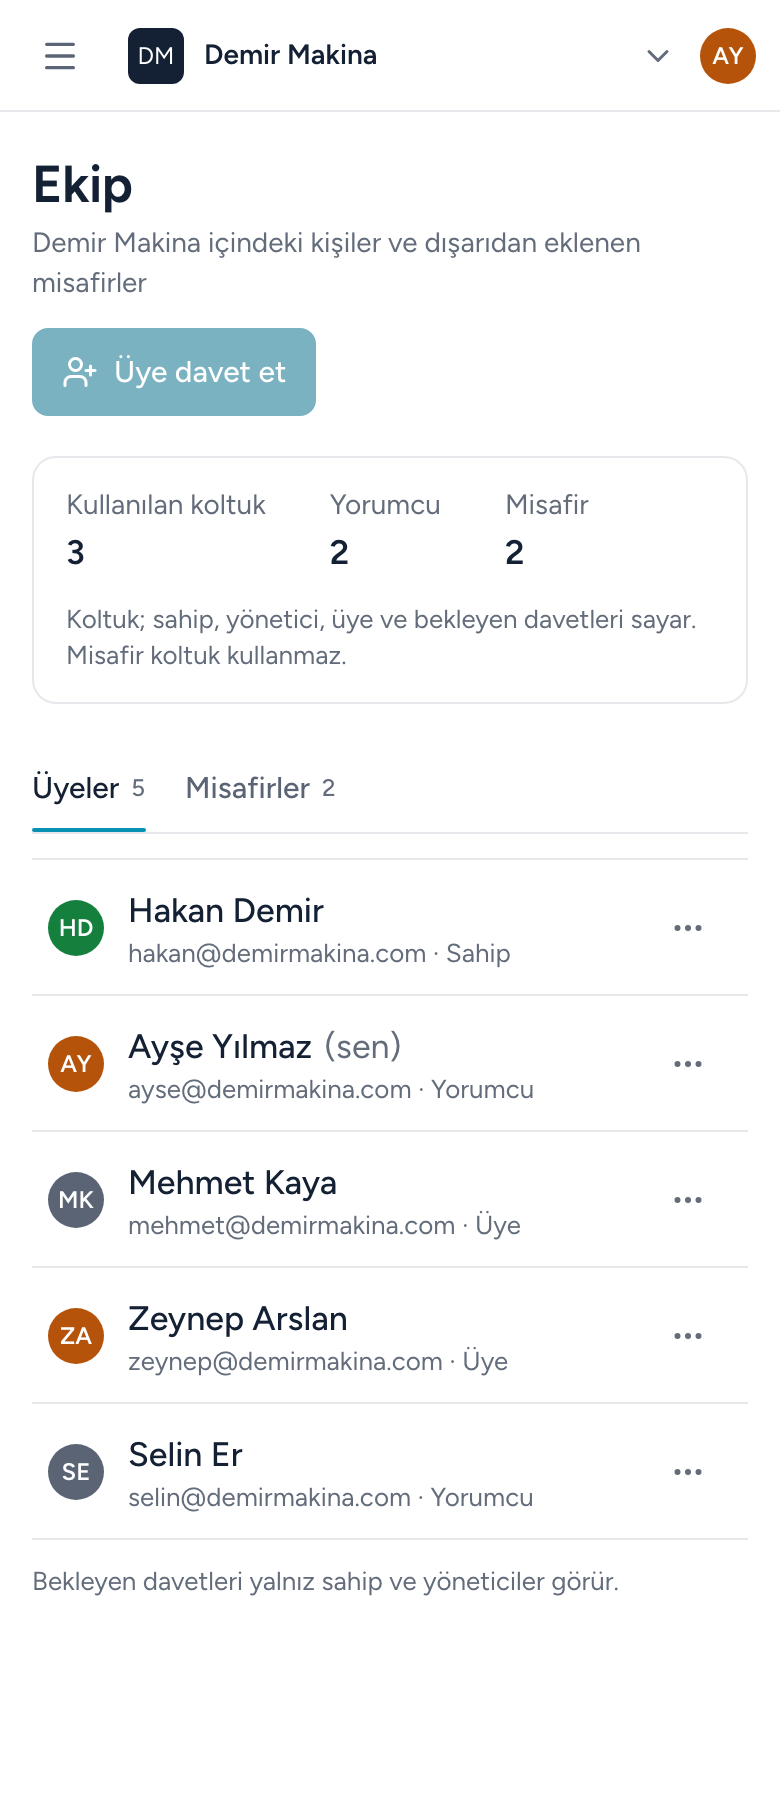 DM Demir Makina AY
Ekip
Demir Makina içindeki kişiler ve dışarıdan eklenen
misafirler
Üye davet et
Kullanılan koltuk Yorumcu Misafir
3 2 2
Koltuk; sahip, yönetici, üye ve bekleyen davetleri sayar.
Misafir koltuk kullanmaz.
Üyeler 5 Misafirler 2
HD Hakan Demir
hakan@demirmakina.com · Sahip
AY Ayşe Yılmaz (sen)
ayse@demirmakina.com · Yorumcu
MK Mehmet Kaya
mehmet@demirmakina.com · Üye
ZA Zeynep Arslan
zeynep@demirmakina.com · Üye
SE Selin Er
selin@demirmakina.com · Yorumcu
Bekleyen davetleri yalnız sahip ve yöneticiler görür.